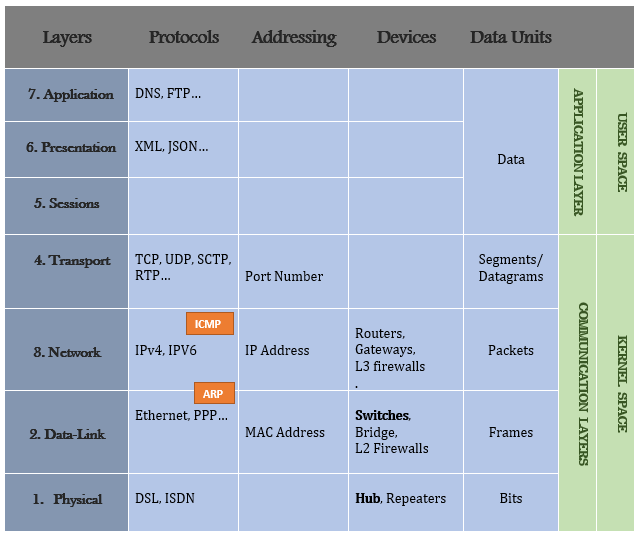 Layers Protocols Addressing Devices Data Units
7. Application DNS, FTP...
6. Presentation XML, JSON...
Data
5. Sessions
APPLICATION LAYER
USER SPACE
4. Transport TCP, UDP, SCTP,
RTP...
Port Number
Segments/
Datagrams
ICMP
3. Network IPv4, IPV6 IP Address
Routers,
Gateways,
L3 firewalls
.
Packets
ARP
2. Data-Link Ethernet, PPP...
MAC Address
Switches,
Bridge,
L2 Firewalls
Frames
1. Physical DSL, ISDN Hub, Repeaters Bits
COMMUNICATION LAYERS
KERNEL SPACE